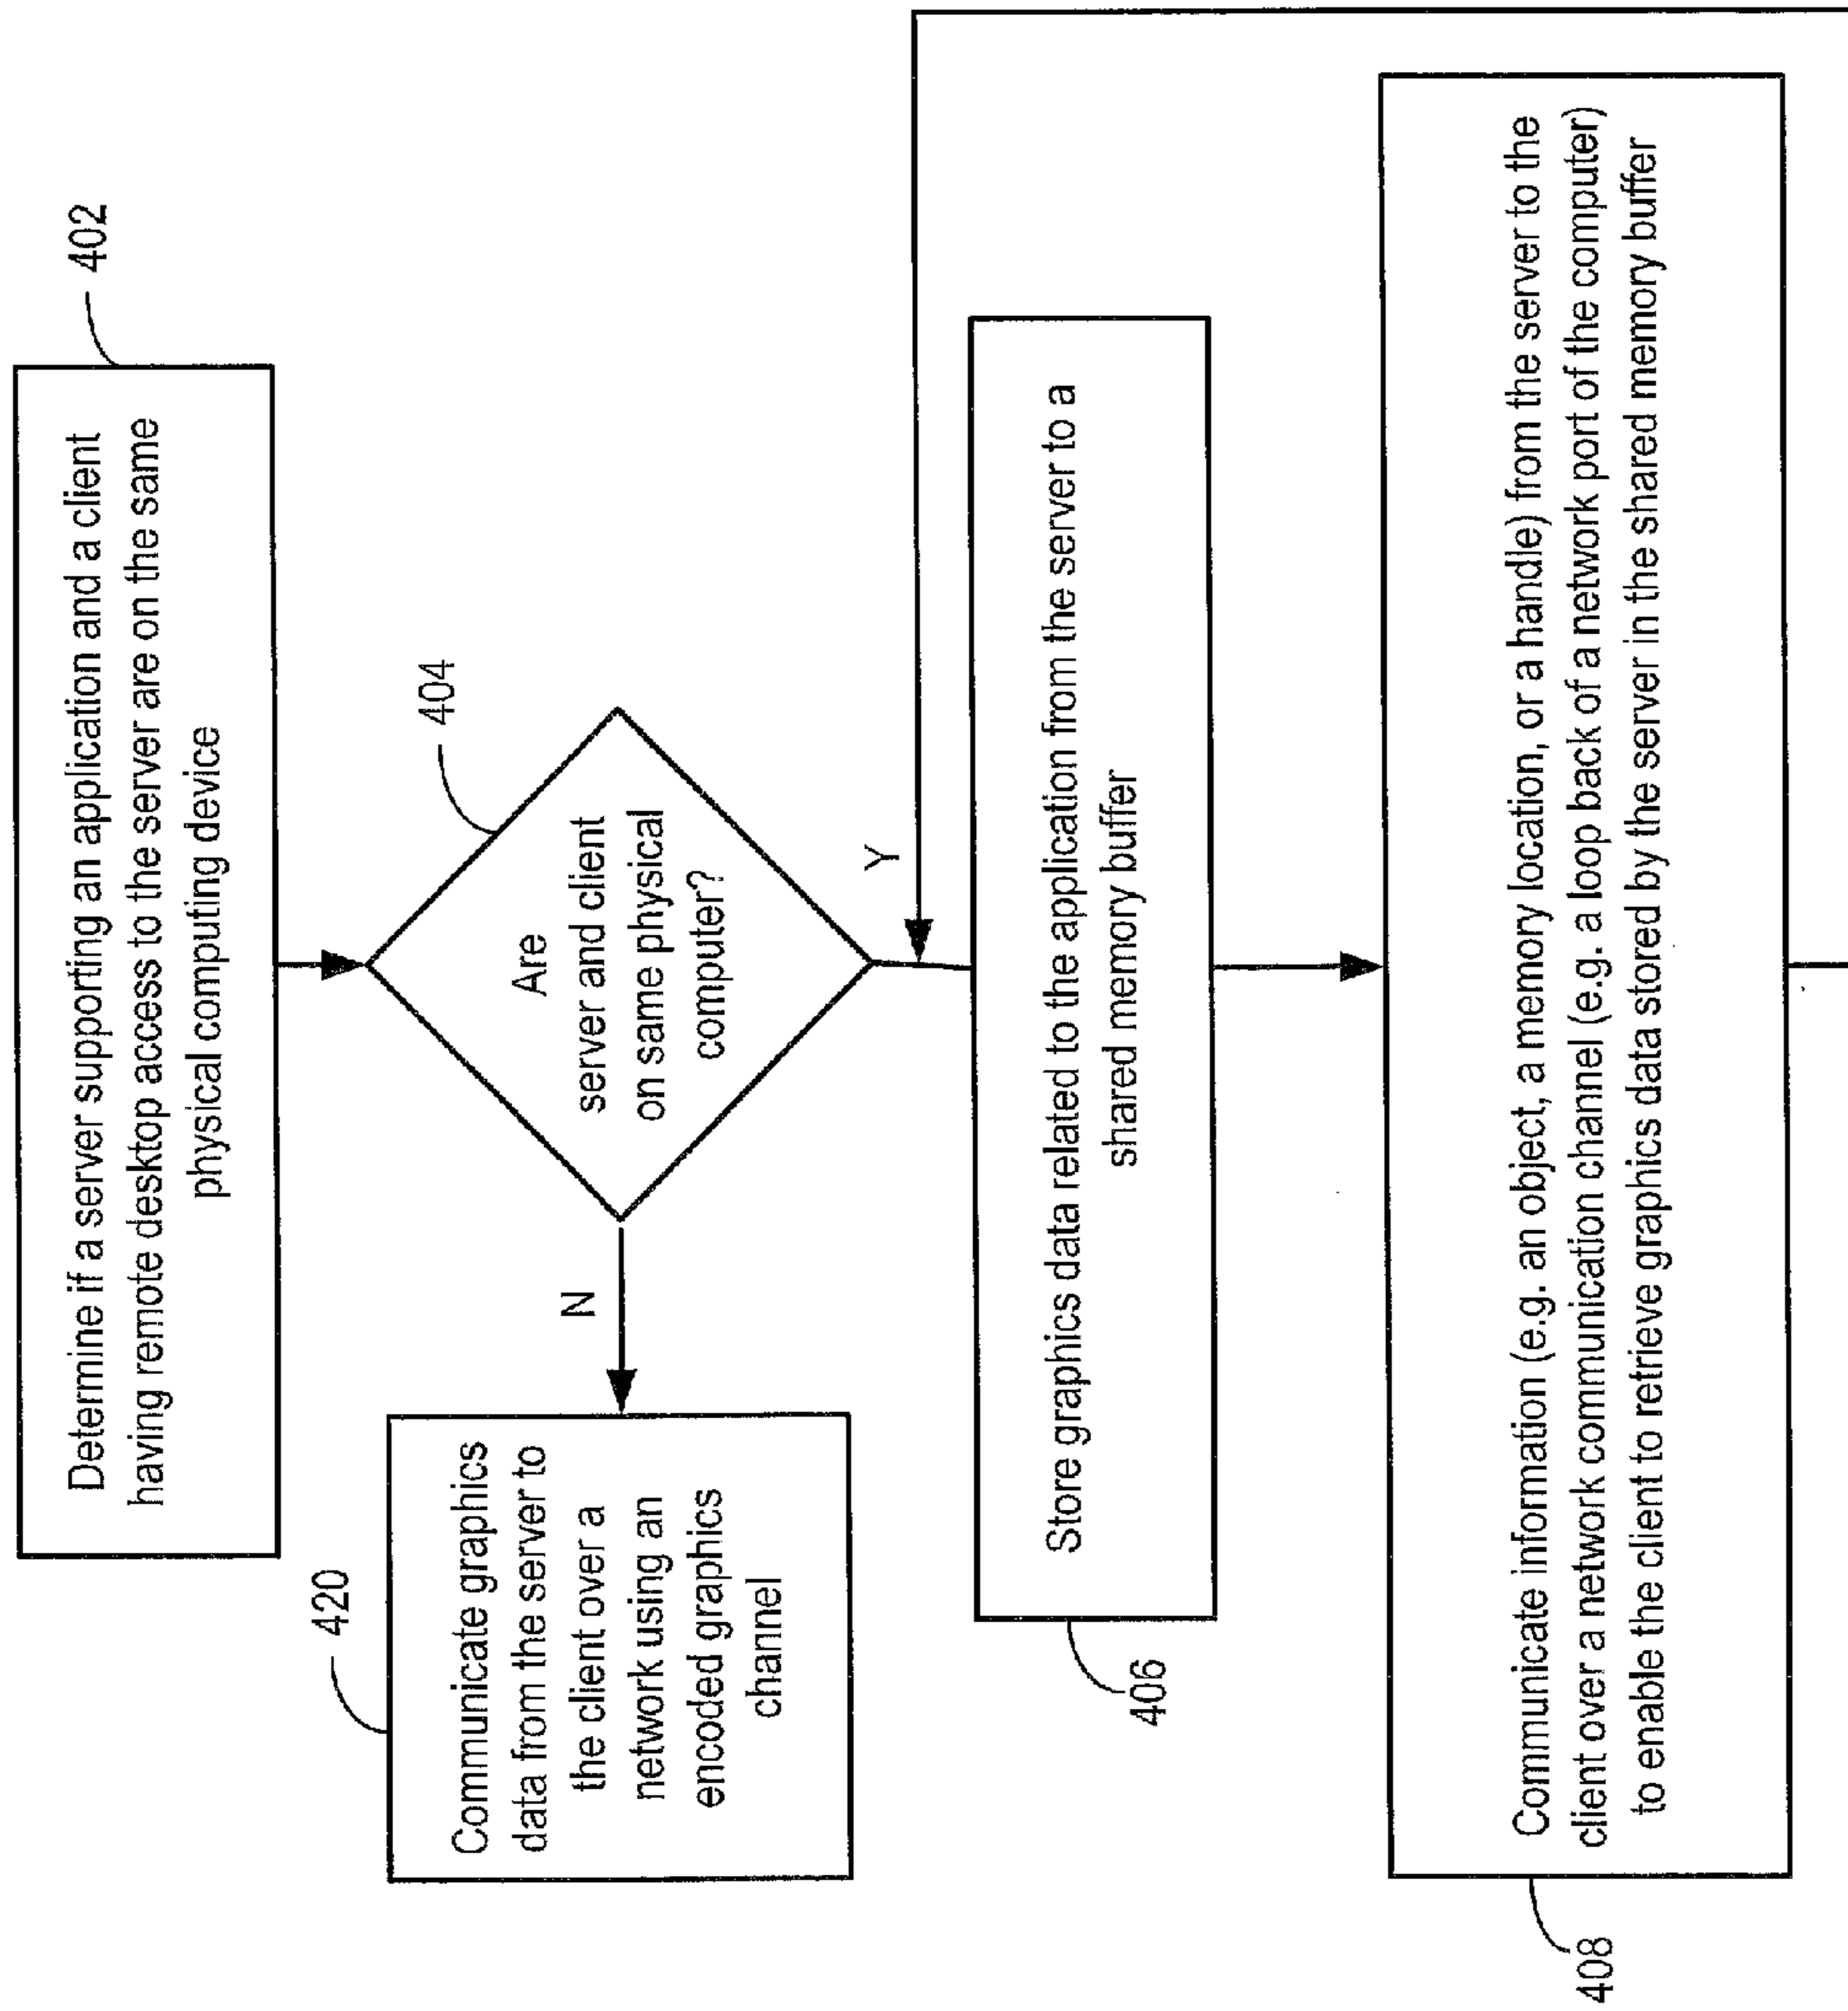 402
Determine if a server supporting an application and a client
having remote desktop access to the server are on the same
physical computing device
404
Are
server and client
on same physical
computer?
N
Y
420
Communicate graphics
data from the server to
the client over a
network using an
encoded graphics
channel
406
Store graphics data related to the application from the server to a
shared memory buffer
408
Communicate information (e.g. an object, a memory location, or a handle) from the server to the
client over a network communication channel (e.g. a loop back of a network port of the computer)
to enable the client to retrieve graphics data stored by the server in the shared memory buffer